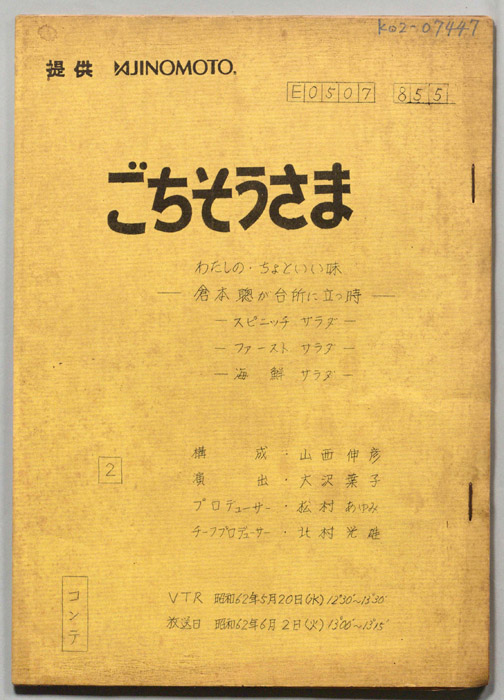 K02-07447
提供 AJINOMOTO®
E0507 855
ごちそうさま
わたしの・ちょといい味
― 倉本聰が台所に立つ時 ―
― スピニッチ サラダ ―
― ファースト サラダ ―
― 海鮮 サラダ ―
構成・山西伸彦
2
演出・大沢葉子
プロデューサー・松村あゆみ
チーフプロデューサー・北村光雄
コンテ
VTR 昭和62年5月20日(水) 12:30~13:30
放送日 昭和62年6月2日(火) 13:00~13:15